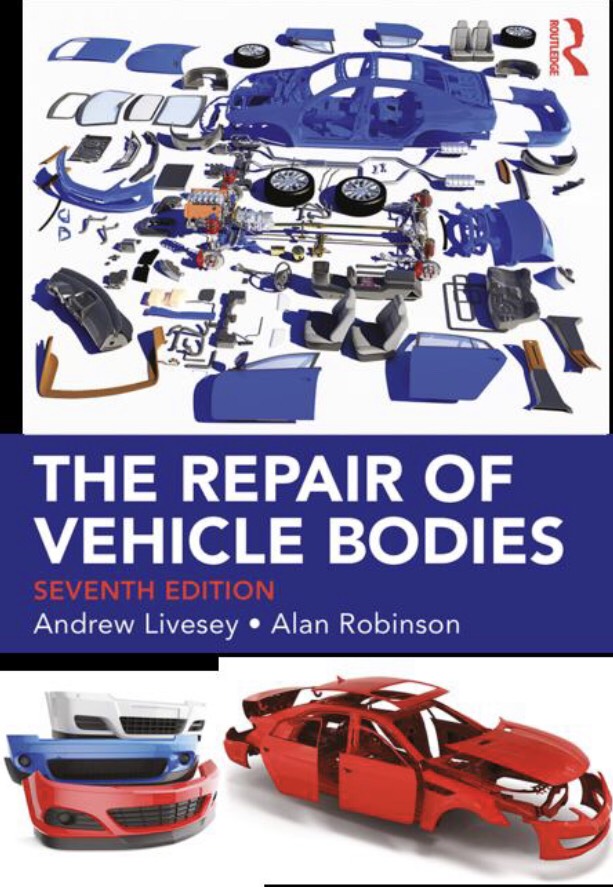 ROUTLEDGE
THE REPAIR OF
VEHICLE BODIES
SEVENTH EDITION
Andrew Livesey • Alan Robinson